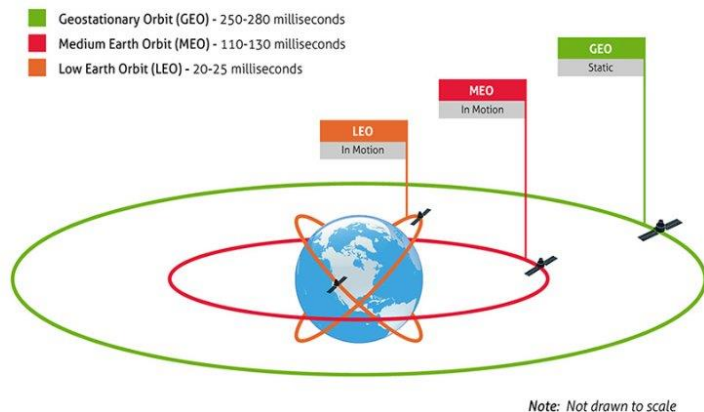 Geostationary Orbit (GEO) - 250-280 milliseconds
Medium Earth Orbit (MEO) - 110-130 milliseconds
Low Earth Orbit (LEO) - 20-25 milliseconds
GEO
Static
MEO
In Motion
LEO
In Motion
Note: Not drawn to scale